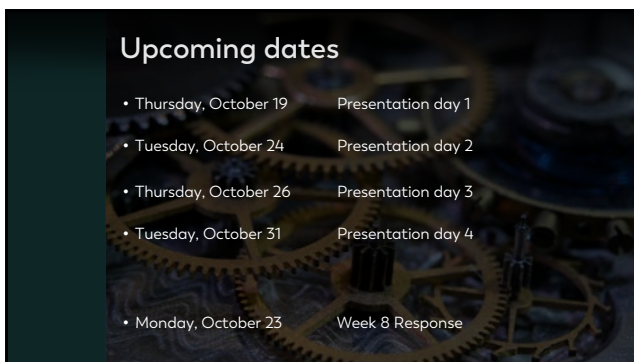 Upcoming dates
• Thursday, October 19 Presentation day 1
• Tuesday, October 24 Presentation day 2
• Thursday, October 26 Presentation day 3
• Tuesday, October 31 Presentation day 4
• Monday, October 23 Week 8 Response